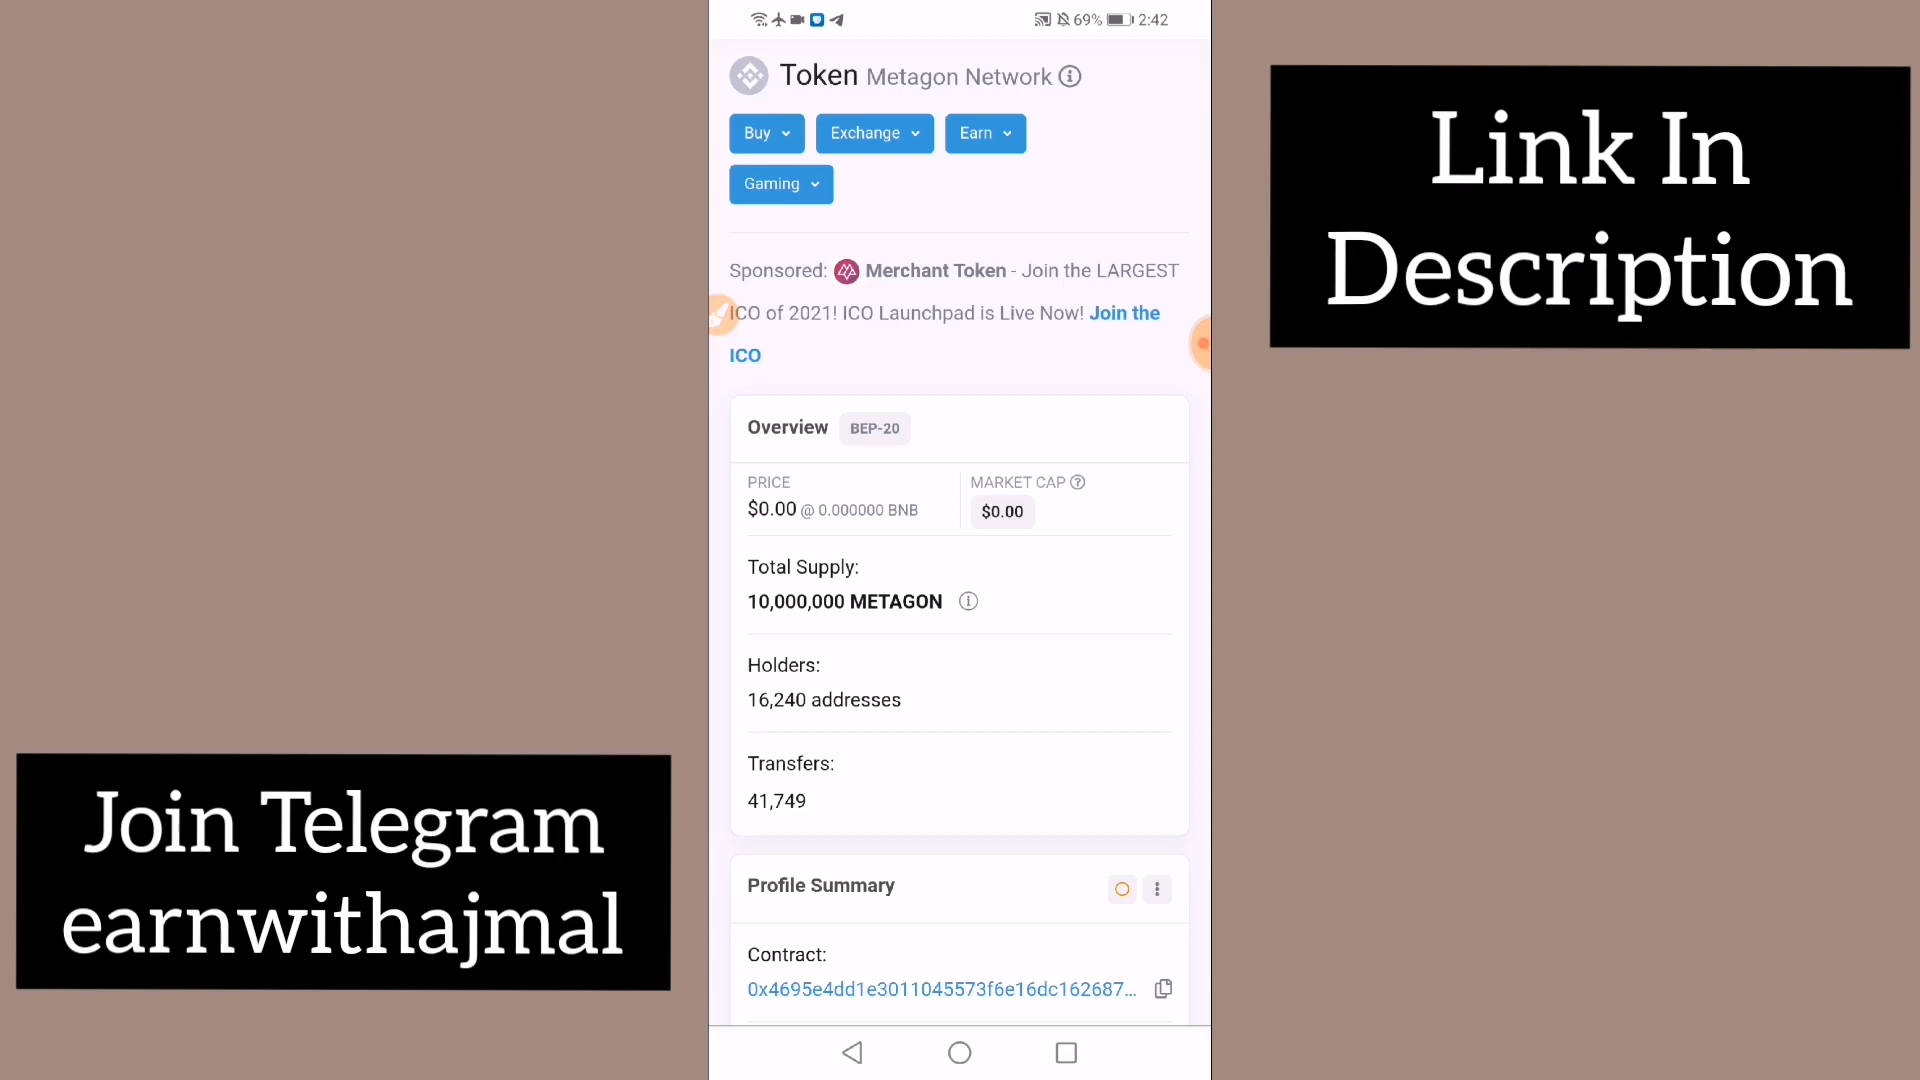 69% 2:42
Token Metagon Network
Buy
Exchange
Earn
Gaming
Sponsored: Merchant Token - Join the LARGEST
ICO of 2021! ICO Launchpad is Live Now! Join the
ICO
Overview BEP-20
PRICE
$0.00 @ 0.000000 BNB
MARKET CAP
$0.00
Total Supply:
10,000,000 METAGON
Holders:
16,240 addresses
Transfers:
41,749
Profile Summary
Contract:
0x4695e4dd1e3011045573f6e16dc162687...
Link In
Description
Join Telegram
earnwithajmal